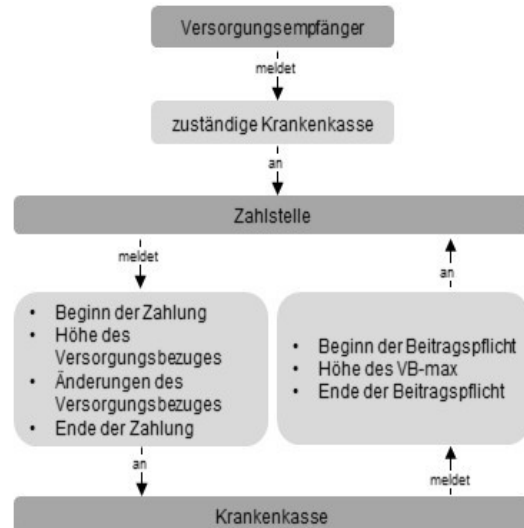 Versorgungsempfänger
meldet
zuständige Krankenkasse
an
Zahlstelle
meldet
• Beginn der Zahlung
• Höhe des
Versorgungsbezuges
• Änderungen des
Versorgungsbezuges
• Ende der Zahlung
an
an
• Beginn der Beitragspflicht
• Höhe des VB-max
• Ende der Beitragspflicht
meldet
Krankenkasse